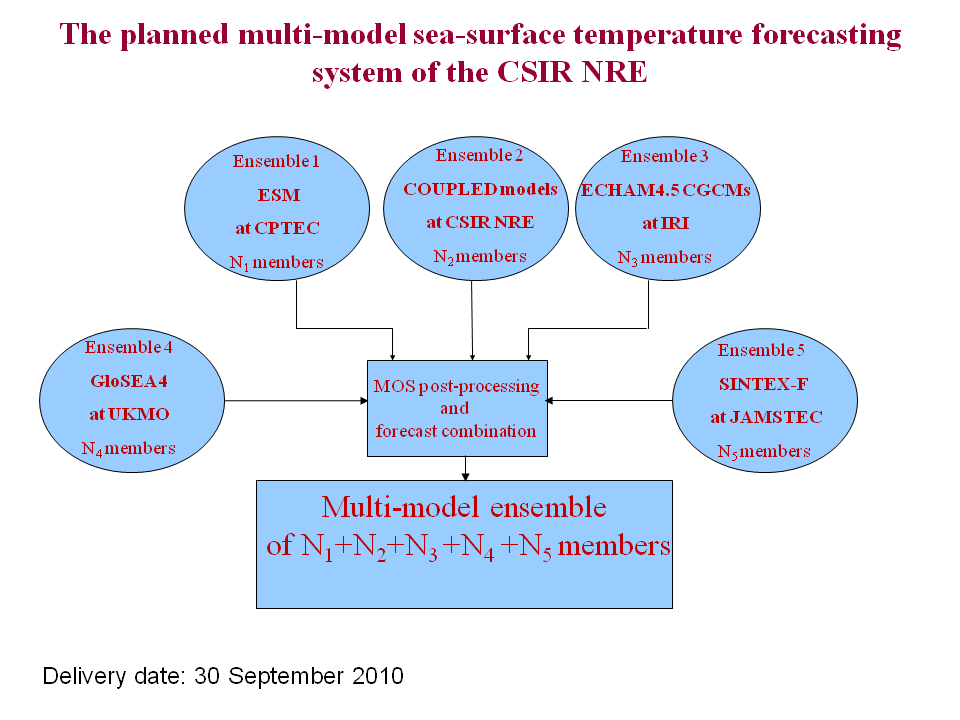 The planned multi-model sea-surface temperature forecasting
system of the CSIR NRE
Ensemble 1
ESM
at CPTEC
N₁ members
Ensemble 2
COUPLED models
at CSIR NRE
N₂ members
Ensemble 3
ECHAM4.5 CGCMs
at IRI
N₃ members
Ensemble 4
GloSEA4
at UKMO
N₄ members
MOS post-processing
and
forecast combination
Ensemble 5
SINTEX-F
at JAMSTEC
N₅ members
Multi-model ensemble
of N₁+N₂+N₃ +N₄ +N₅ members
Delivery date: 30 September 2010